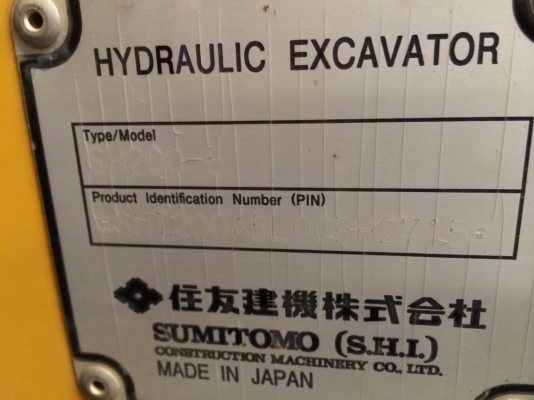 HYDRAULIC EXCAVATOR
Type/Model
Product Identification Number (PIN)
住友建機株式会社
SUMITOMO (S.H.I.)
CONSTRUCTION MACHINERY CO., LTD.
MADE IN JAPAN